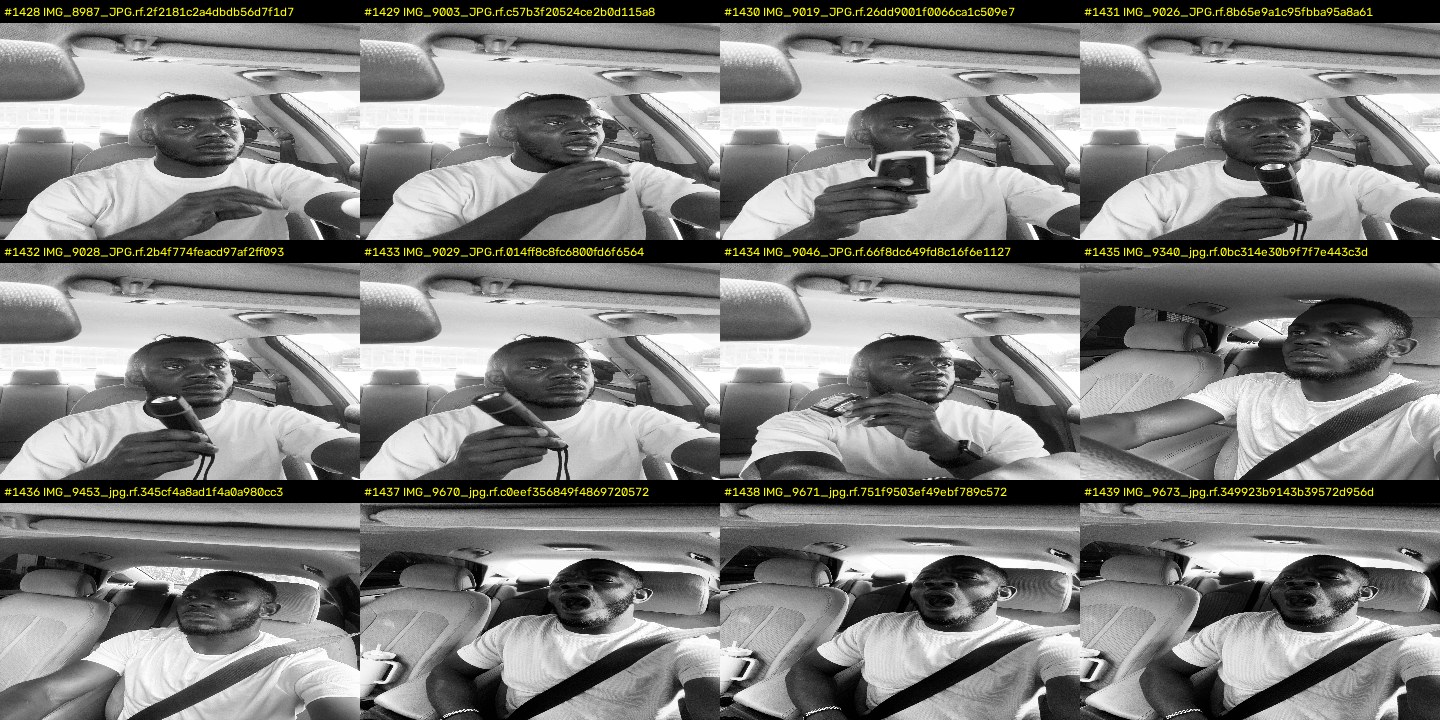 #1428 IMG_8987_JPG.rf.2f2181c2a4dbdb56d7f1d7
#1429 IMG_9003_JPG.rf.c57b3f20524ce2b0d115a8
#1430 IMG_9019_JPG.rf.26dd9001f0066ca1c509e7
#1431 IMG_9026_JPG.rf.8b65e9a1c95fbba95a8a61
#1432 IMG_9028_JPG.rf.2b4f774feacd97af2ff093
#1433 IMG_9029_JPG.rf.014ff8c8fc6800fd6f6564
#1434 IMG_9046_JPG.rf.66f8dc649fd8c16f6e1127
#1435 IMG_9340_jpg.rf.0bc314e30b9f7f7e443c3d
#1436 IMG_9453_jpg.rf.345cf4a8ad1f4a0a980cc3
#1437 IMG_9670_jpg.rf.c0eef356849f4869720572
#1438 IMG_9671_jpg.rf.751f9503ef49ebf789c572
#1439 IMG_9673_jpg.rf.349923b9143b39572d956d